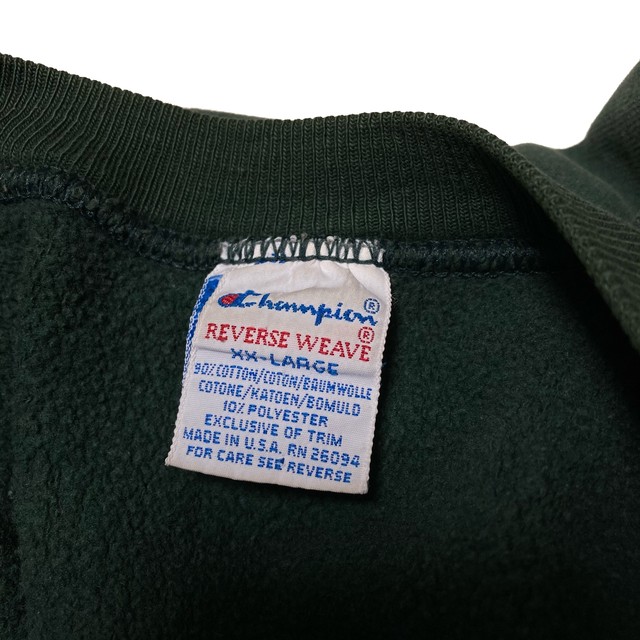 Champion®
REVERSE WEAVE®
XX-LARGE
90% COTTON/COTON/BAUMWOLLE
COTONE/KATOEN/BOMULD
10% POLYESTER
EXCLUSIVE OF TRIM
MADE IN U.S.A. RN 26094
FOR CARE SEE REVERSE